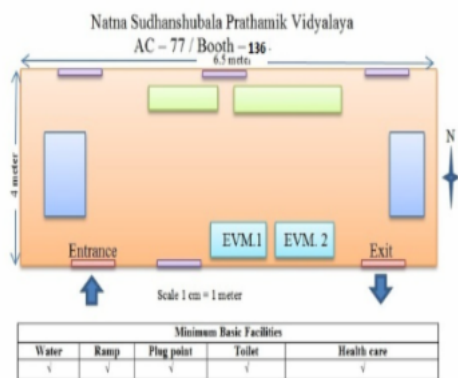 Natna Sudhanshubala Prathamik Vidyalaya
AC – 77 / Booth – 136
6.5 meter
4 meter
N
EVM.1 EVM. 2
Entrance Exit
Scale 1 cm = 1 meter
Minimum Basic Facilities
Water Ramp Plug point Toilet Health care
√ √ √ √ √